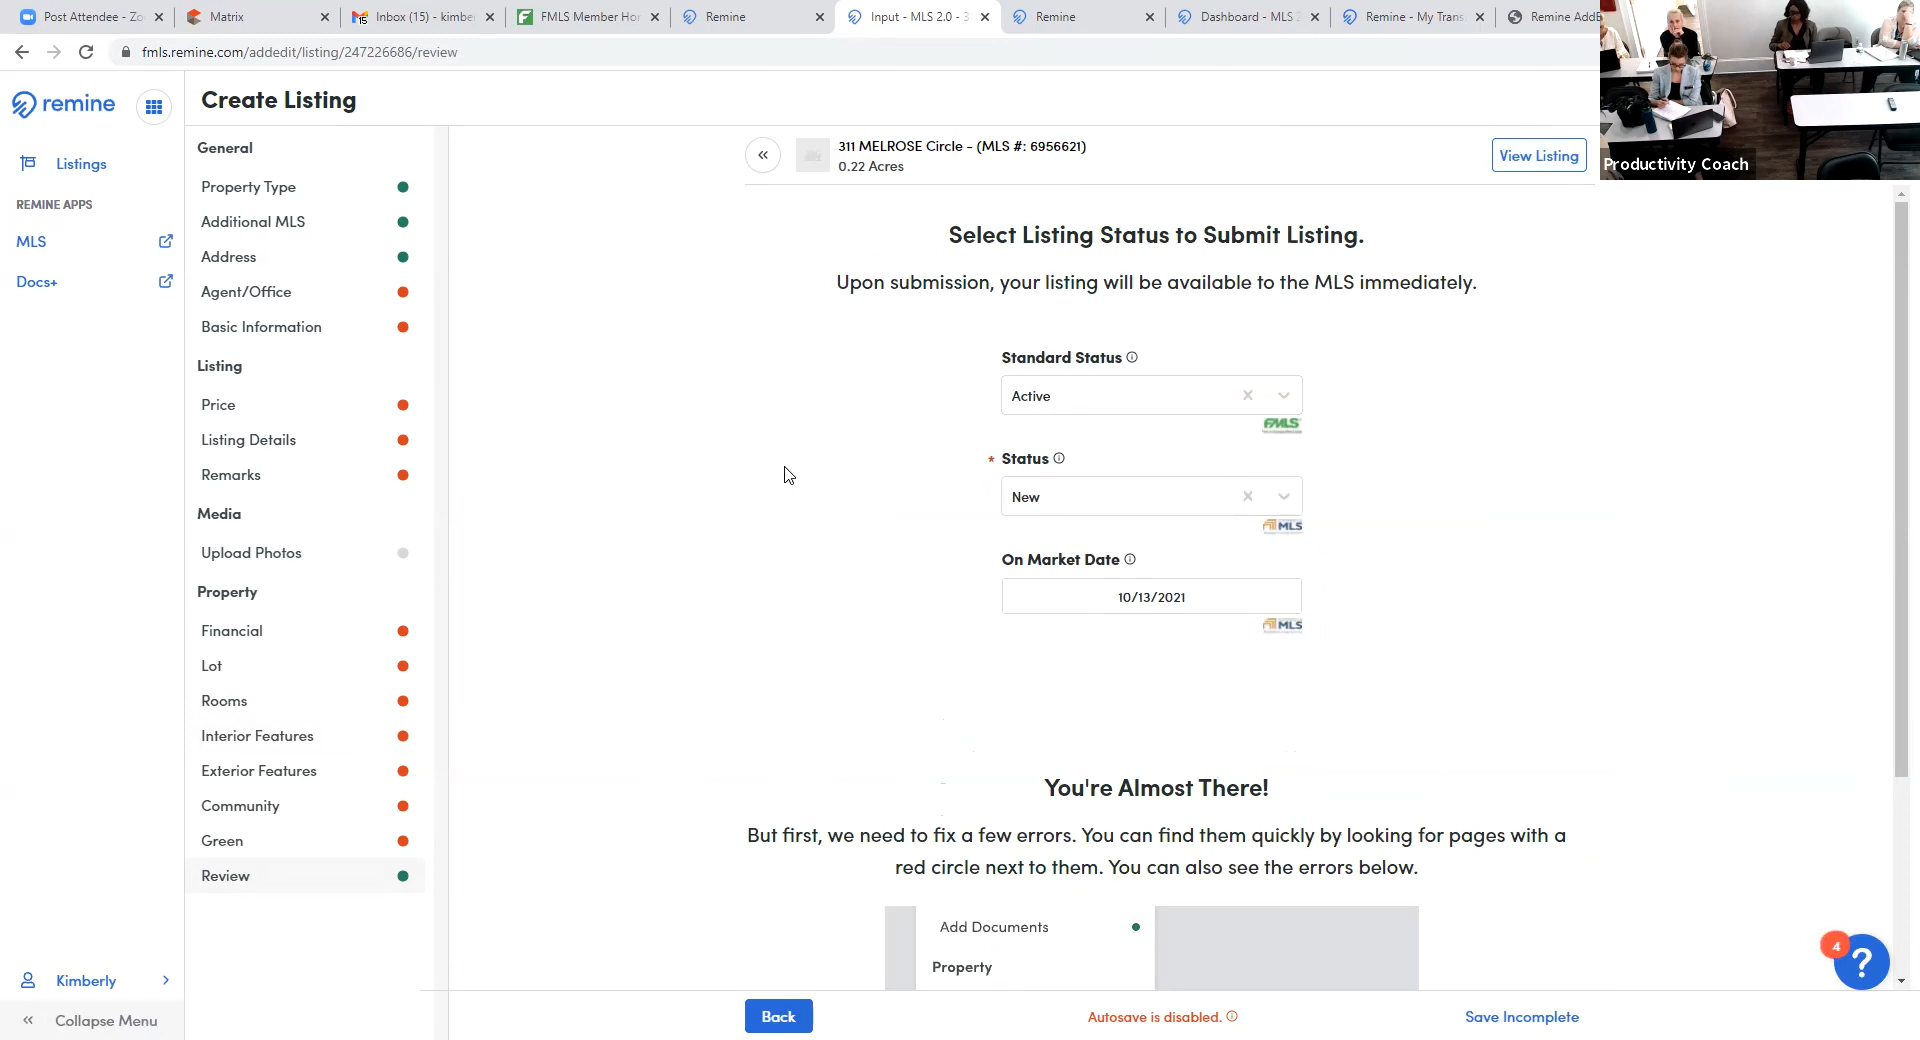 Post Attendee - Zo
Matrix
Inbox (15) - kimbe
FMLS Member Ho
Remine
Input - MLS 2.0 - 3
Remine
Dashboard - MLS 2
Remine - My Trans
Remine AddE
fmls.remine.com/addedit/listing/247226686/review
Productivity Coach
remine
Create Listing
Listings
REMINE APPS
MLS
Docs+
General
Property Type
Additional MLS
Address
Agent/Office
Basic Information
Listing
Price
Listing Details
Remarks
Media
Upload Photos
Property
Financial
Lot
Rooms
Interior Features
Exterior Features
Community
Green
Review
311 MELROSE Circle - (MLS #: 6956621)
0.22 Acres
View Listing
Select Listing Status to Submit Listing.
Upon submission, your listing will be available to the MLS immediately.
Standard Status
Active
FMLS
* Status
New
MLS
On Market Date
10/13/2021
MLS
You're Almost There!
But first, we need to fix a few errors. You can find them quickly by looking for pages with a
red circle next to them. You can also see the errors below.
Add Documents
Property
4
?
Kimberly
Collapse Menu
Back
Autosave is disabled.
Save Incomplete